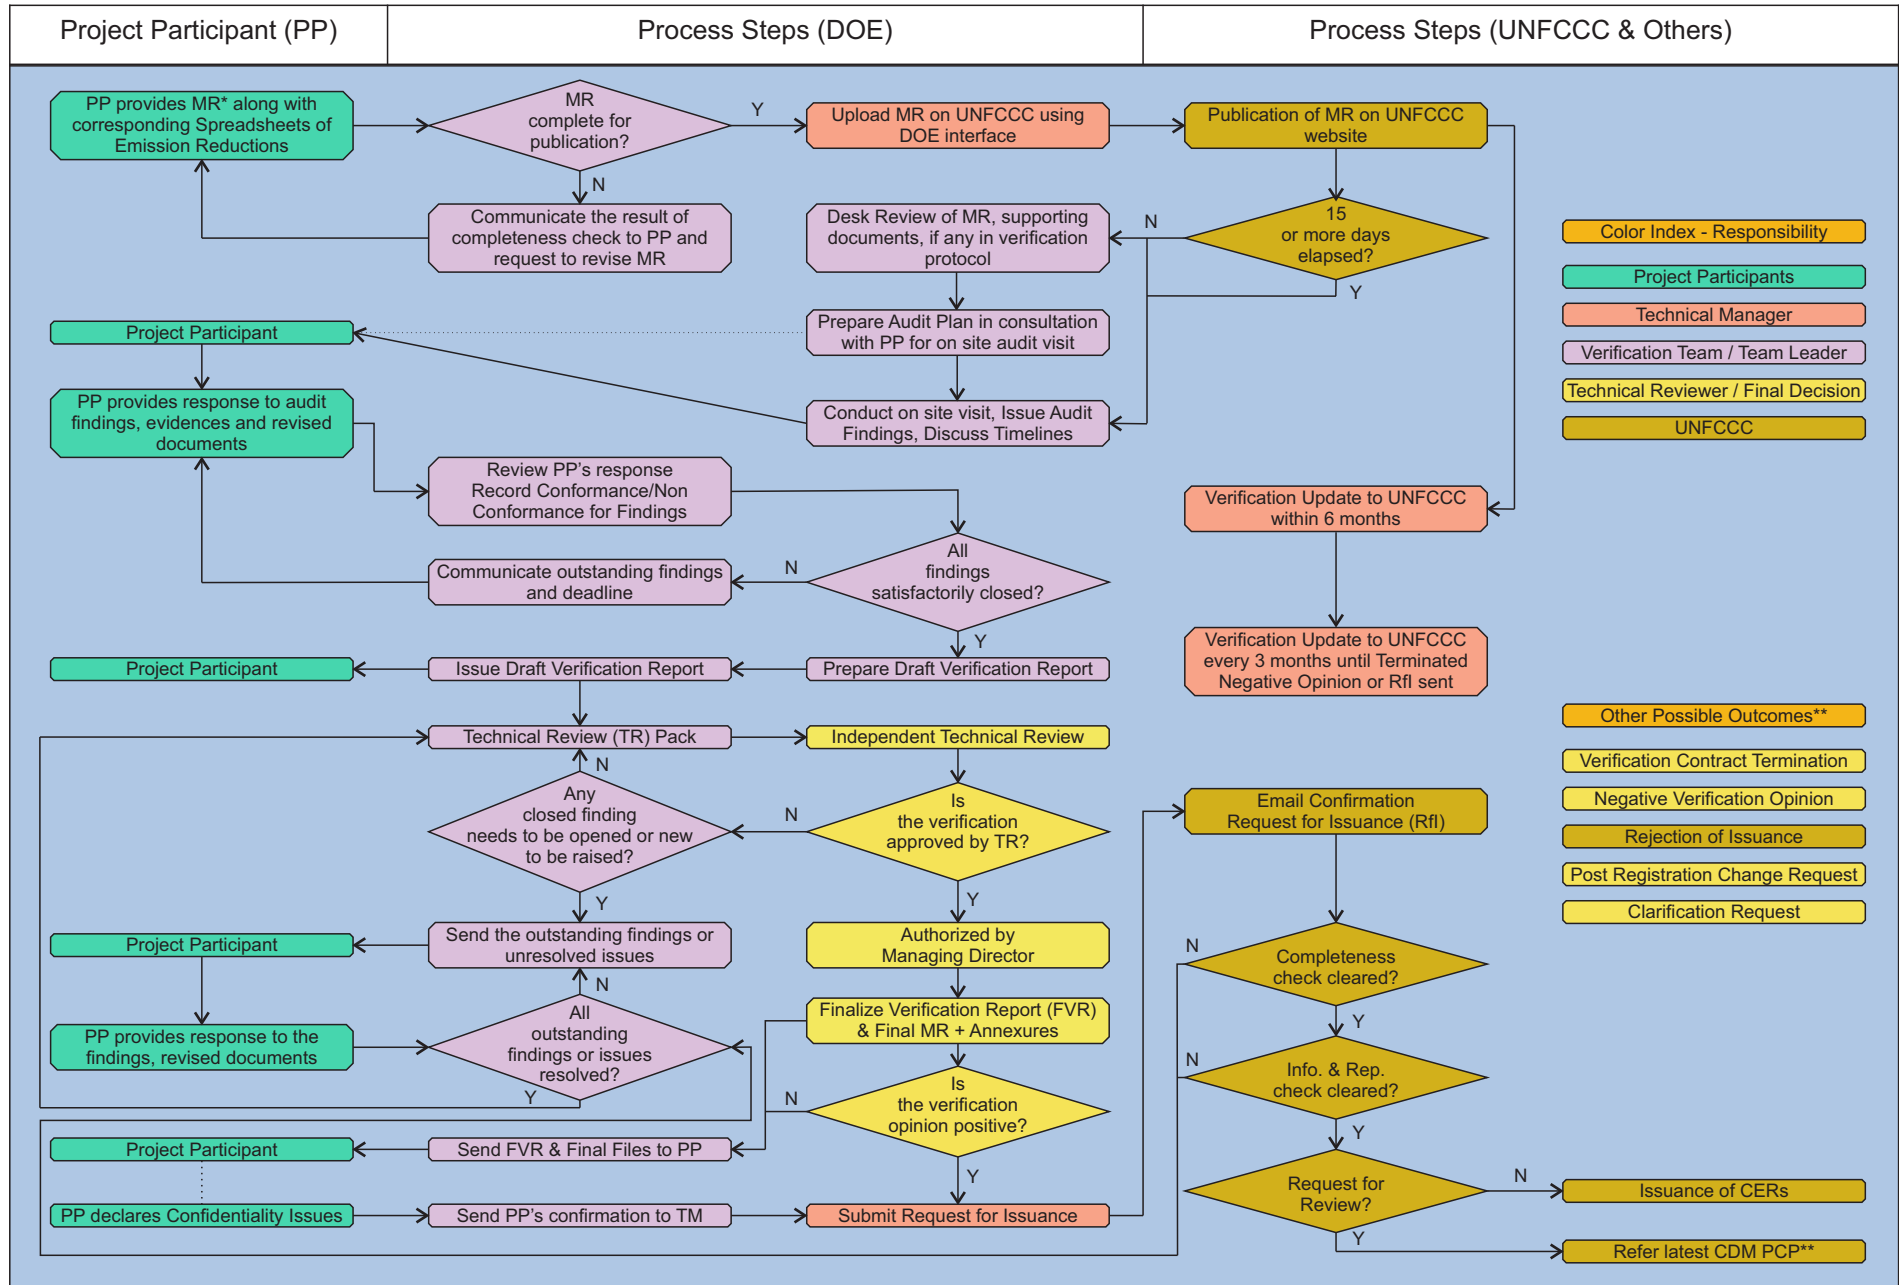 Project Participant (PP)
Process Steps (DOE)
Process Steps (UNFCCC & Others)
PP provides MR* along with
corresponding Spreadsheets of
Emission Reductions
MR
complete for
publication?
Y
Upload MR on UNFCCC using
DOE interface
Publication of MR on UNFCCC
website
N
Communicate the result of
completeness check to PP and
request to revise MR
Desk Review of MR, supporting
documents, if any in verification
protocol
N
15
or more days
elapsed?
Y
Color Index - Responsibility
Project Participants
Technical Manager
Verification Team / Team Leader
Technical Reviewer / Final Decision
UNFCCC
Project Participant
Prepare Audit Plan in consultation
with PP for on site audit visit
PP provides response to audit
findings, evidences and revised
documents
Conduct on site visit, Issue Audit
Findings, Discuss Timelines
Review PP's response
Record Conformance/Non
Conformance for Findings
Verification Update to UNFCCC
within 6 months
Communicate outstanding findings
and deadline
N
All
findings
satisfactorily closed?
Y
Verification Update to UNFCCC
every 3 months until Terminated
Negative Opinion or RfI sent
Project Participant
Issue Draft Verification Report
Prepare Draft Verification Report
Technical Review (TR) Pack
Independent Technical Review
Other Possible Outcomes**
Verification Contract Termination
Negative Verification Opinion
Rejection of Issuance
Post Registration Change Request
Clarification Request
N
Any
closed finding
needs to be opened or new
to be raised?
Y
N
Is
the verification
approved by TR?
Y
Email Confirmation
Request for Issuance (RfI)
Project Participant
Send the outstanding findings or
unresolved issues
Authorized by
Managing Director
N
Completeness
check cleared?
Y
N
PP provides response to the
findings, revised documents
All
outstanding
findings or issues
resolved?
Y
Finalize Verification Report (FVR)
& Final MR + Annexures
N
Info. & Rep.
check cleared?
Y
N
Is
the verification
opinion positive?
Y
Project Participant
Send FVR & Final Files to PP
Request for
Review?
N
Issuance of CERs
PP declares Confidentiality Issues
Send PP's confirmation to TM
Submit Request for Issuance
Y
Refer latest CDM PCP**